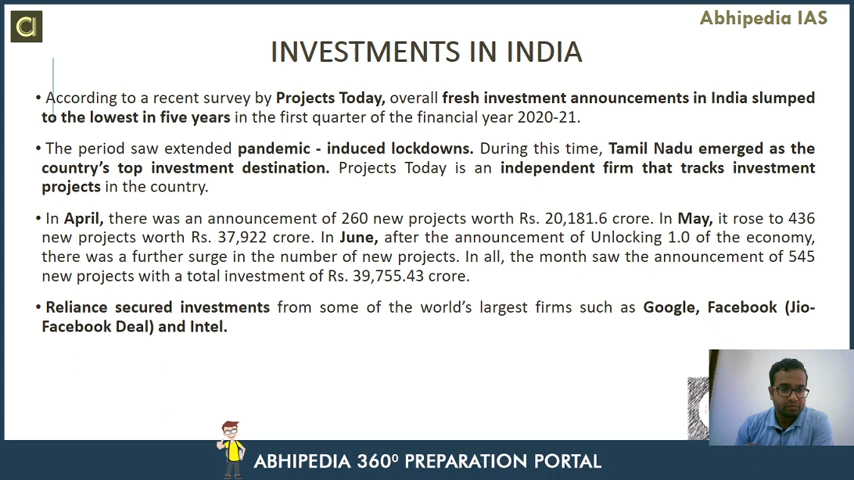 Abhipedia IAS
INVESTMENTS IN INDIA
• According to a recent survey by Projects Today, overall fresh investment announcements in India slumped
to the lowest in five years in the first quarter of the financial year 2020-21.
• The period saw extended pandemic - induced lockdowns. During this time, Tamil Nadu emerged as the
country's top investment destination. Projects Today is an independent firm that tracks investment
projects in the country.
• In April, there was an announcement of 260 new projects worth Rs. 20,181.6 crore. In May, it rose to 436
new projects worth Rs. 37,922 crore. In June, after the announcement of Unlocking 1.0 of the economy,
there was a further surge in the number of new projects. In all, the month saw the announcement of 545
new projects with a total investment of Rs. 39,755.43 crore.
• Reliance secured investments from some of the world's largest firms such as Google, Facebook (Jio-
Facebook Deal) and Intel.
ABHIPEDIA 360⁰ PREPARATION PORTAL